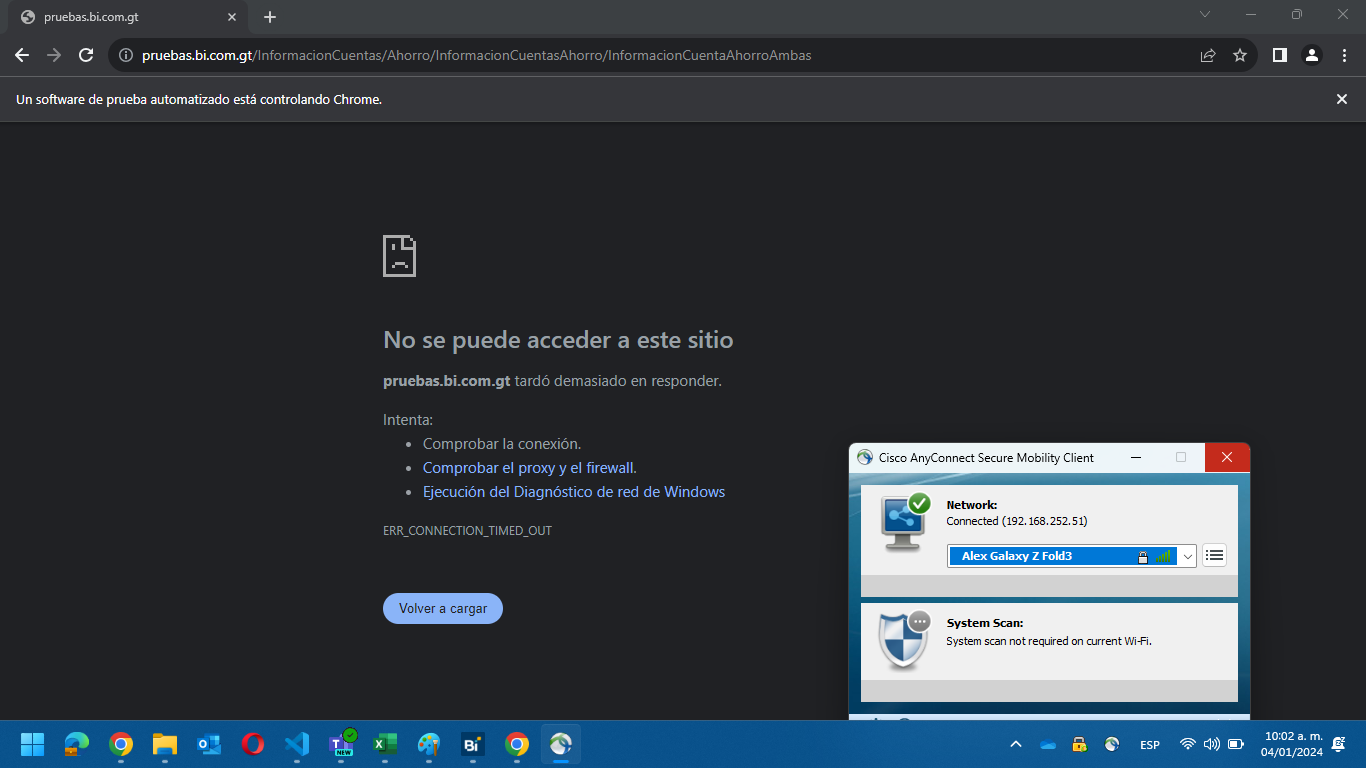 pruebas.bi.com.gt
pruebas.bi.com.gt/InformacionCuentas/Ahorro/InformacionCuentasAhorro/InformacionCuentaAhorroAmbas
Un software de prueba automatizado está controlando Chrome.
No se puede acceder a este sitio
pruebas.bi.com.gt tardó demasiado en responder.
Intenta:
• Comprobar la conexión.
• Comprobar el proxy y el firewall.
• Ejecución del Diagnóstico de red de Windows
ERR_CONNECTION_TIMED_OUT
Volver a cargar
Cisco AnyConnect Secure Mobility Client
Network:
Connected (192.168.252.51)
Alex Galaxy Z Fold3
System Scan:
System scan not required on current Wi-Fi.
NEW
Bi
ESP
10:02 a. m.
04/01/2024